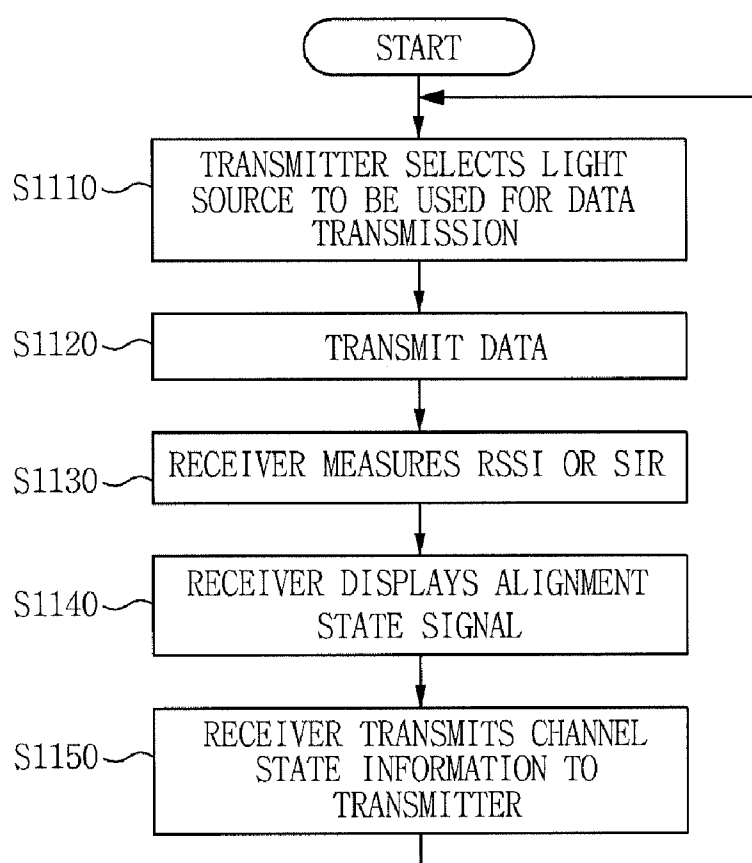 START
S1110
TRANSMITTER SELECTS LIGHT
SOURCE TO BE USED FOR DATA
TRANSMISSION
S1120
TRANSMIT DATA
S1130
RECEIVER MEASURES RSSI OR SIR
S1140
RECEIVER DISPLAYS ALIGNMENT
STATE SIGNAL
S1150
RECEIVER TRANSMITS CHANNEL
STATE INFORMATION TO
TRANSMITTER